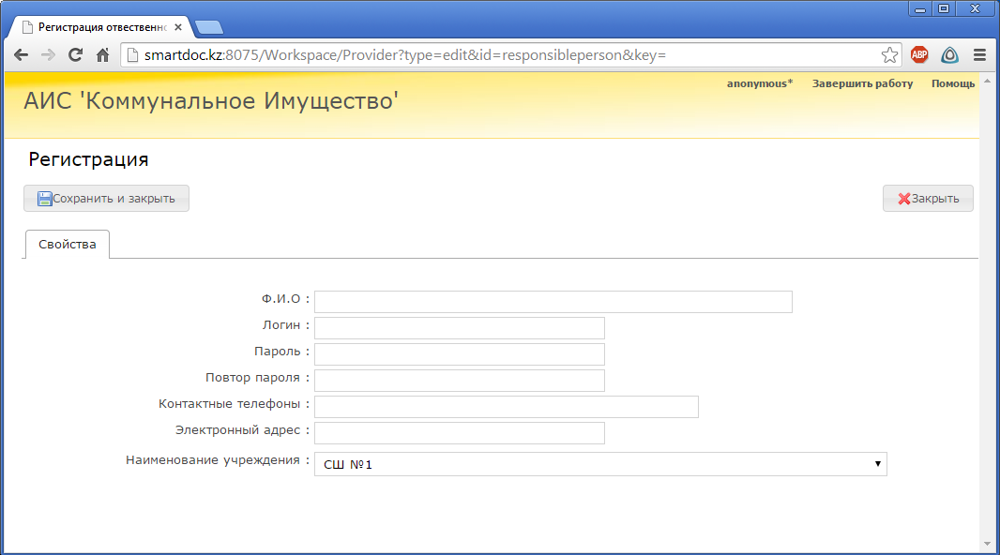 Регистрация отвественно
smartdoc.kz:8075/Workspace/Provider?type=edit&id=responsibleperson&key=
ABP
anonymous* Завершить работу Помощь
АИС 'Коммунальное Имущество'
Регистрация
Сохранить и закрыть Закрыть
Свойства
Ф.И.О :
Логин :
Пароль :
Повтор пароля :
Контактные телефоны :
Электронный адрес :
Наименование учреждения : СШ №1